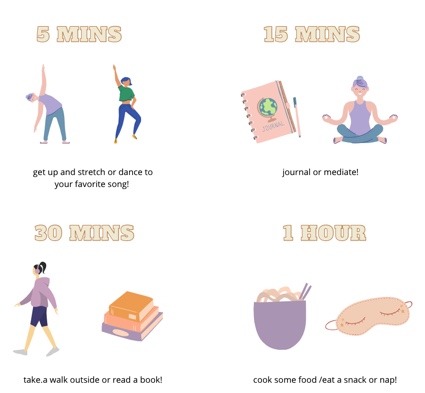 5 MINS
15 MINS
JOURNAL
get up and stretch or dance to
your favorite song!
journal or mediate!
30 MINS
1 HOUR
take.a walk outside or read a book!
cook some food /eat a snack or nap!